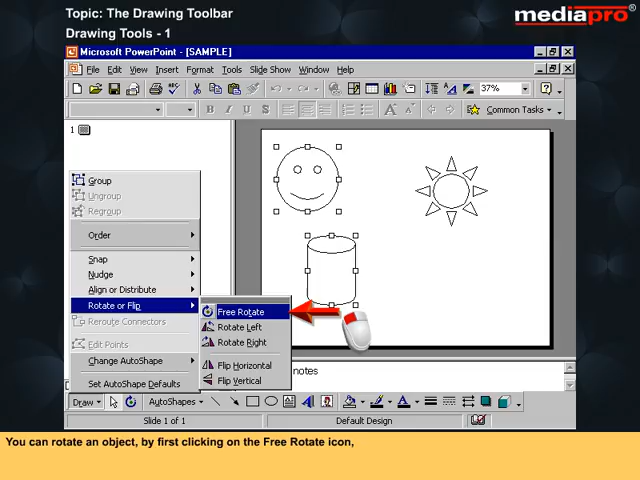 Topic: The Drawing Toolbar
mediapro®
Drawing Tools - 1
Microsoft PowerPoint - [SAMPLE]
File Edit View Insert Format Tools Slide Show Window Help
37%
B I U S A A Common Tasks
1
Group
Ungroup
Regroup
Order
Snap
Nudge
Align or Distribute
Rotate or Flip
Reroute Connectors
Edit Points
Change AutoShape
Set AutoShape Defaults
Free Rotate
Rotate Left
Rotate Right
Flip Horizontal
Flip Vertical
notes
Draw AutoShapes A
Slide 1 of 1 Default Design
You can rotate an object, by first clicking on the Free Rotate icon,